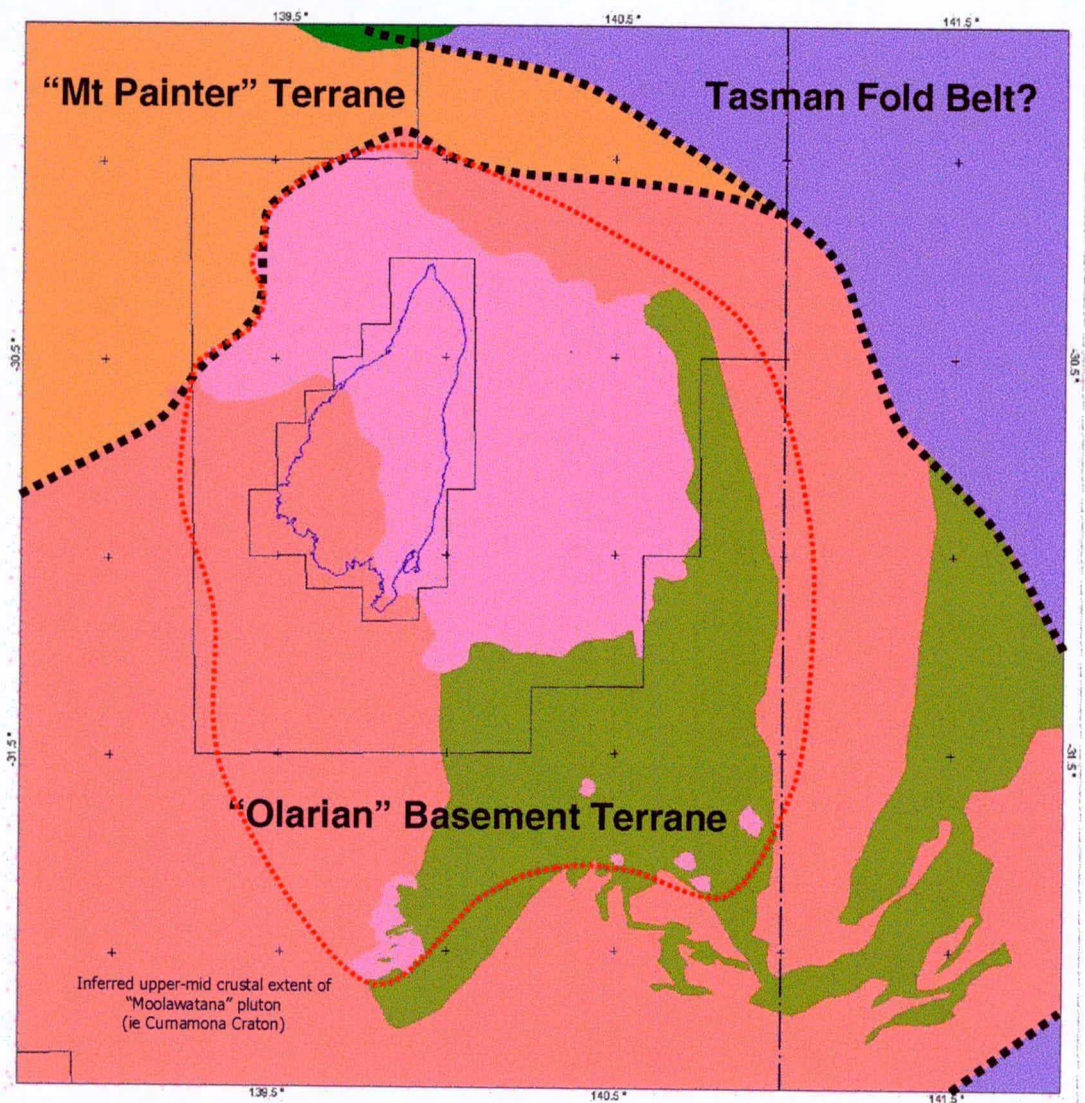 139.5° 140.5° 141.5°
“Mt Painter” Terrane
Tasman Fold Belt?
-30.5° -30.5°
-31.5° -31.5°
“Olarian” Basement Terrane
Inferred upper-mid crustal extent of
“Moolawatana” pluton
(ie Curnamona Craton)
139.5° 140.5° 141.5°